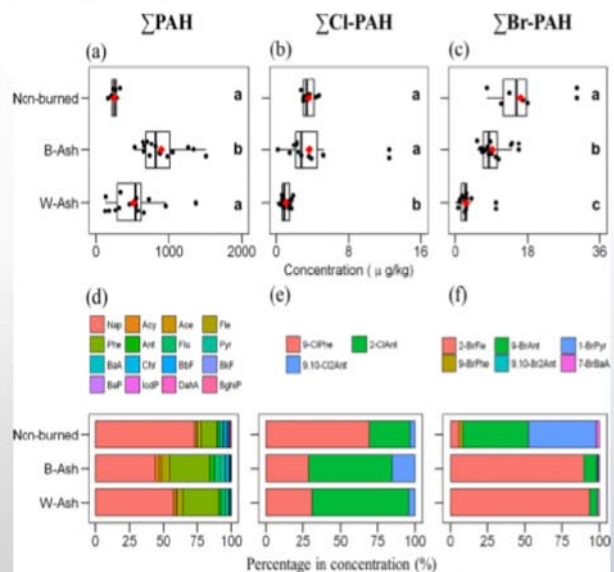 ∑PAH ∑Cl-PAH ∑Br-PAH
(a) (b) (c)
Non-burned a a a
B-Ash b a b
W-Ash a b c
0 1000 2000 0 8 16 0 18 36
Concentration ( μ g/kg)
(d) (e) (f)
Nap Acy Ace Fle
Phe Ant Flu Pyr
BaA Chr BbF BkF
BaP IcdP DahA BghiP
9-ClPhe 2-ClAnt
9,10-Cl2Ant
2-BrFle 9-BrAnt 1-BrPyr
9-BrPhe 9,10-Br2Ant 7-BrBaA
Non-burned
B-Ash
W-Ash
0 25 50 75 100 0 25 50 75 100 0 25 50 75 100
Percentage in concentration (%)